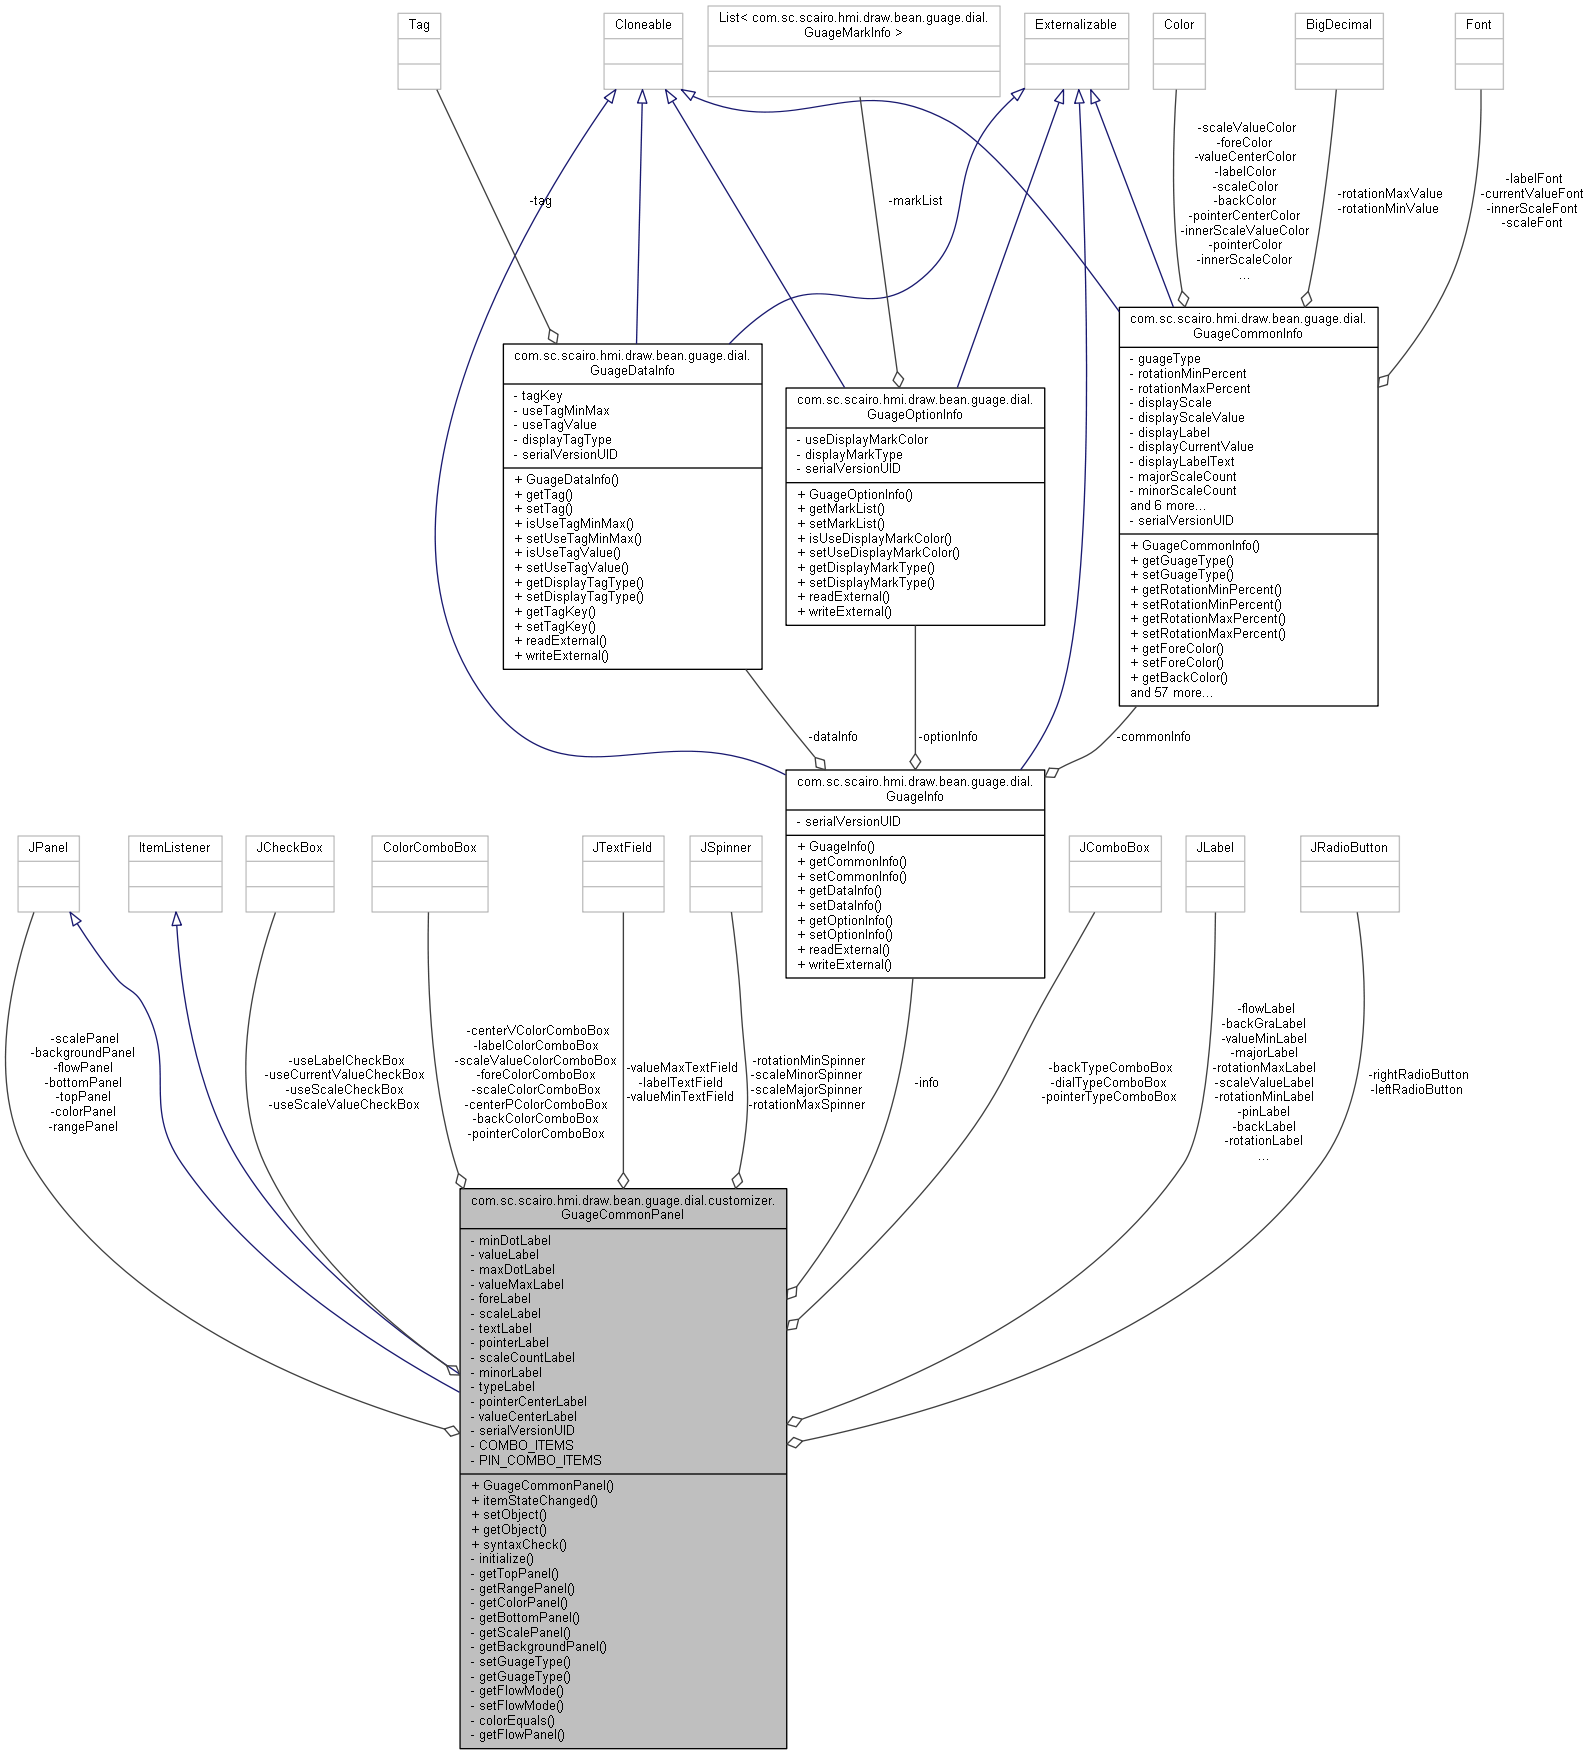 Tag
Cloneable
List< com.sc.scairo.hmi.draw.bean.guage.dial.
GuageMarkInfo >
Externalizable
Color
BigDecimal
Font
-tag
-markList
-scaleValueColor
-foreColor
-valueCenterColor
-labelColor
-scaleColor
-backColor
-pointerCenterColor
-innerScaleValueColor
-pointerColor
-innerScaleColor
...
-rotationMaxValue
-rotationMinValue
-labelFont
-currentValueFont
-innerScaleFont
-scaleFont
com.sc.scairo.hmi.draw.bean.guage.dial.
GuageDataInfo
- tagKey
- useTagMinMax
- useTagValue
- displayTagType
- serialVersionUID
+ GuageDataInfo()
+ getTag()
+ setTag()
+ isUseTagMinMax()
+ setUseTagMinMax()
+ isUseTagValue()
+ setUseTagValue()
+ getDisplayTagType()
+ setDisplayTagType()
+ getTagKey()
+ setTagKey()
+ readExternal()
+ writeExternal()
com.sc.scairo.hmi.draw.bean.guage.dial.
GuageOptionInfo
- useDisplayMarkColor
- displayMarkType
- serialVersionUID
+ GuageOptionInfo()
+ getMarkList()
+ setMarkList()
+ isUseDisplayMarkColor()
+ setUseDisplayMarkColor()
+ getDisplayMarkType()
+ setDisplayMarkType()
+ readExternal()
+ writeExternal()
com.sc.scairo.hmi.draw.bean.guage.dial.
GuageCommonInfo
- guageType
- rotationMinPercent
- rotationMaxPercent
- displayScale
- displayScaleValue
- displayLabel
- displayCurrentValue
- displayLabelText
- majorScaleCount
- minorScaleCount
and 6 more...
- serialVersionUID
+ GuageCommonInfo()
+ getGuageType()
+ setGuageType()
+ getRotationMinPercent()
+ setRotationMinPercent()
+ getRotationMaxPercent()
+ setRotationMaxPercent()
+ getForeColor()
+ setForeColor()
+ getBackColor()
and 57 more...
-dataInfo
-optionInfo
-commonInfo
com.sc.scairo.hmi.draw.bean.guage.dial.
GuageInfo
- serialVersionUID
+ GuageInfo()
+ getCommonInfo()
+ setCommonInfo()
+ getDataInfo()
+ setDataInfo()
+ getOptionInfo()
+ setOptionInfo()
+ readExternal()
+ writeExternal()
JPanel
ItemListener
JCheckBox
ColorComboBox
JTextField
JSpinner
JComboBox
JLabel
JRadioButton
-scalePanel
-backgroundPanel
-flowPanel
-bottomPanel
-topPanel
-colorPanel
-rangePanel
-useLabelCheckBox
-useCurrentValueCheckBox
-useScaleCheckBox
-useScaleValueCheckBox
-centerVColorComboBox
-labelColorComboBox
-scaleValueColorComboBox
-foreColorComboBox
-scaleColorComboBox
-centerPColorComboBox
-backColorComboBox
-pointerColorComboBox
-valueMaxTextField
-labelTextField
-valueMinTextField
-rotationMinSpinner
-scaleMinorSpinner
-scaleMajorSpinner
-rotationMaxSpinner
-info
-backTypeComboBox
-dialTypeComboBox
-pointerTypeComboBox
-flowLabel
-backGraLabel
-valueMinLabel
-majorLabel
-rotationMaxLabel
-scaleValueLabel
-rotationMinLabel
-pinLabel
-backLabel
-rotationLabel
...
-rightRadioButton
-leftRadioButton
com.sc.scairo.hmi.draw.bean.guage.dial.customizer.
GuageCommonPanel
- minDotLabel
- valueLabel
- maxDotLabel
- valueMaxLabel
- foreLabel
- scaleLabel
- textLabel
- pointerLabel
- scaleCountLabel
- minorLabel
- typeLabel
- pointerCenterLabel
- valueCenterLabel
- serialVersionUID
- COMBO_ITEMS
- PIN_COMBO_ITEMS
+ GuageCommonPanel()
+ itemStateChanged()
+ setObject()
+ getObject()
+ syntaxCheck()
- initialize()
- getTopPanel()
- getRangePanel()
- getColorPanel()
- getBottomPanel()
- getScalePanel()
- getBackgroundPanel()
- setGuageType()
- getGuageType()
- getFlowMode()
- setFlowMode()
- colorEquals()
- getFlowPanel()